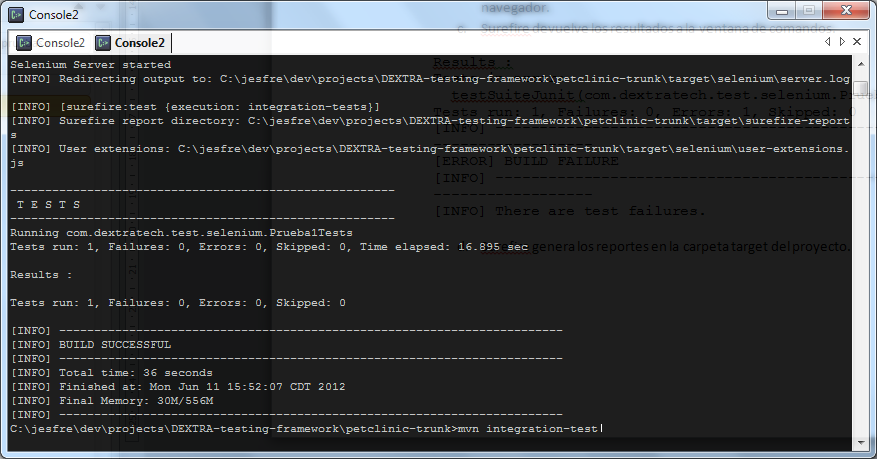 Console2
Console2
Console2
Selenium Server started
[INFO] Redirecting output to: C:\jesfre\dev\projects\DEXTRA-testing-framework\petclinic-trunk\target\selenium\server.log
[INFO] [surefire:test {execution: integration-tests}]
[INFO] Surefire report directory: C:\jesfre\dev\projects\DEXTRA-testing-framework\petclinic-trunk\target\surefire-report
s
[INFO] User extensions: C:\jesfre\dev\projects\DEXTRA-testing-framework\petclinic-trunk\target\selenium\user-extensions.
js
-------------------------------------------------------
T E S T S
-------------------------------------------------------
Running com.dextratech.test.selenium.Prueba1Tests
Tests run: 1, Failures: 0, Errors: 0, Skipped: 0, Time elapsed: 16.895 sec
Results :
Tests run: 1, Failures: 0, Errors: 0, Skipped: 0
[INFO] ------------------------------------------------------------------------
[INFO] BUILD SUCCESSFUL
[INFO] ------------------------------------------------------------------------
[INFO] Total time: 36 seconds
[INFO] Finished at: Mon Jun 11 15:52:07 CDT 2012
[INFO] Final Memory: 30M/556M
[INFO] ------------------------------------------------------------------------
C:\jesfre\dev\projects\DEXTRA-testing-framework\petclinic-trunk>mvn integration-test
navegador.
c. Surefire devuelve los resultados a la ventana de comandos.
Results :
testSuiteJunit(com.dextratech.test.selenium.Prueba
Tests run: 1, Failures: 0, Errors: 1, Skipped: 0
[INFO]
[ERROR] BUILD FAILURE
[INFO] ------------------------------------
------------------
[INFO] There are test failures.
genera los reportes en la carpeta target del proyecto.